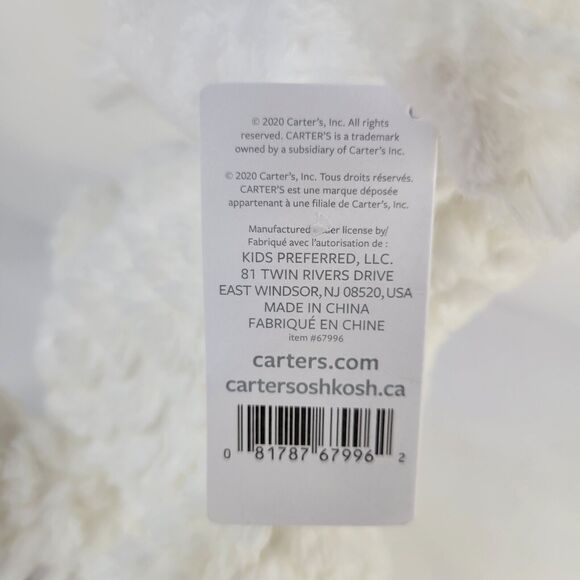 © 2020 Carter's, Inc. All rights
reserved. CARTER'S is a trademark
owned by a subsidiary of Carter's Inc.
© 2020 Carter's, Inc. Tous droits réservés.
CARTER'S est une marque déposée
appartenant à une filiale de Carter's, Inc.
Manufactured license by/
Fabriqué avec l'autorisation de :
KIDS PREFERRED, LLC.
81 TWIN RIVERS DRIVE
EAST WINDSOR, NJ 08520, USA
MADE IN CHINA
FABRIQUÉ EN CHINE
item #67996
carters.com
cartersoshkosh.ca
0 81787 67996 2